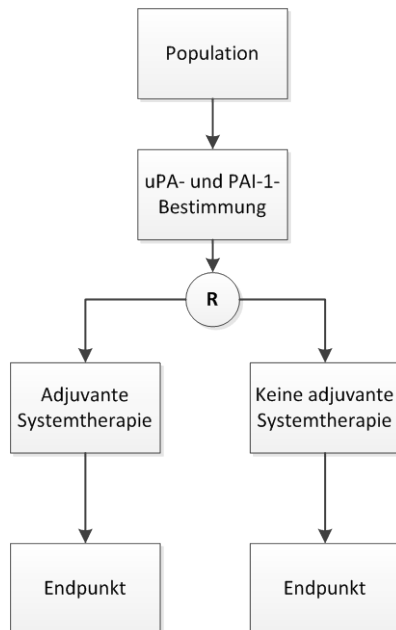 Population
uPA- und PAI-1-
Bestimmung
R
Adjuvante
Systemtherapie
Keine adjuvante
Systemtherapie
Endpunkt
Endpunkt